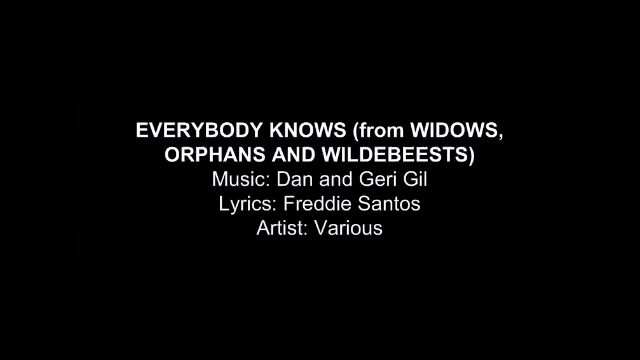 EVERYBODY KNOWS (from WIDOWS,
ORPHANS AND WILDEBEESTS)
Music: Dan and Geri Gil
Lyrics: Freddie Santos
Artist: Various